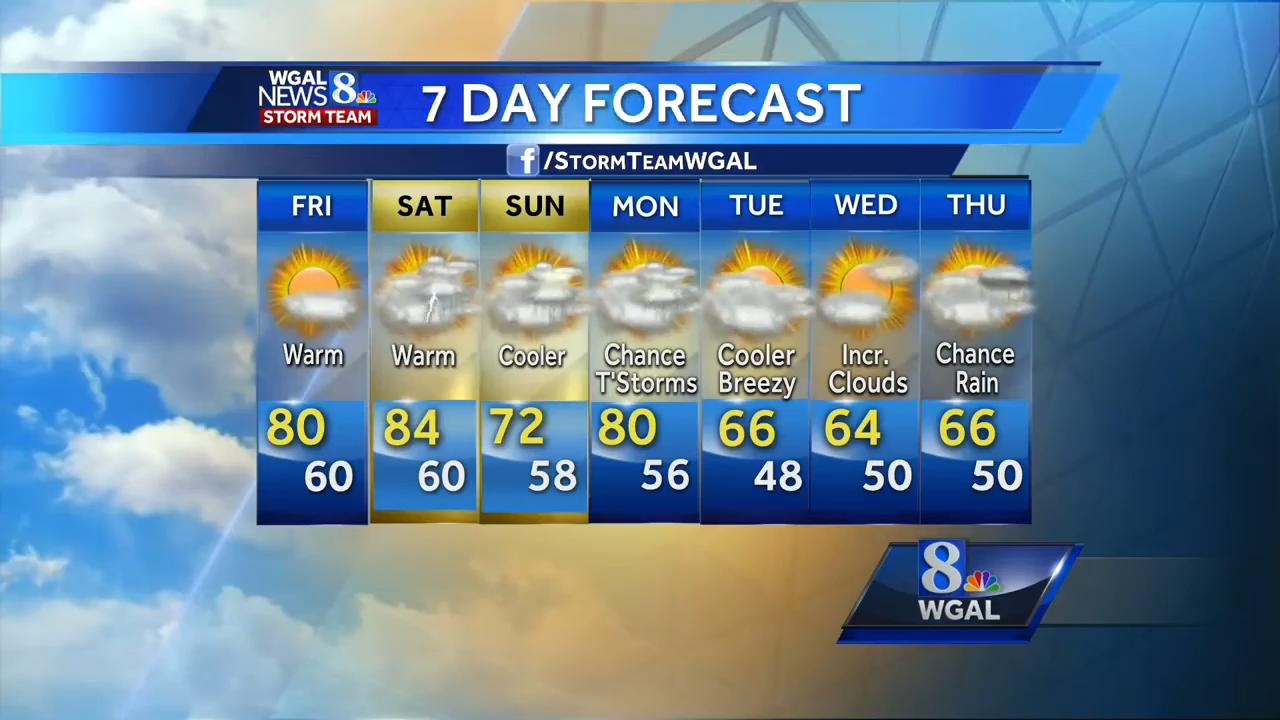 WGAL
NEWS 8
STORM TEAM
7 DAY FORECAST
f /STORMTEAMWGAL
FRI SAT SUN MON TUE WED THU
Warm Warm Cooler Chance T'Storms Cooler Breezy Incr. Clouds Chance Rain
80 84 72 80 66 64 66
60 60 58 56 48 50 50
8
WGAL